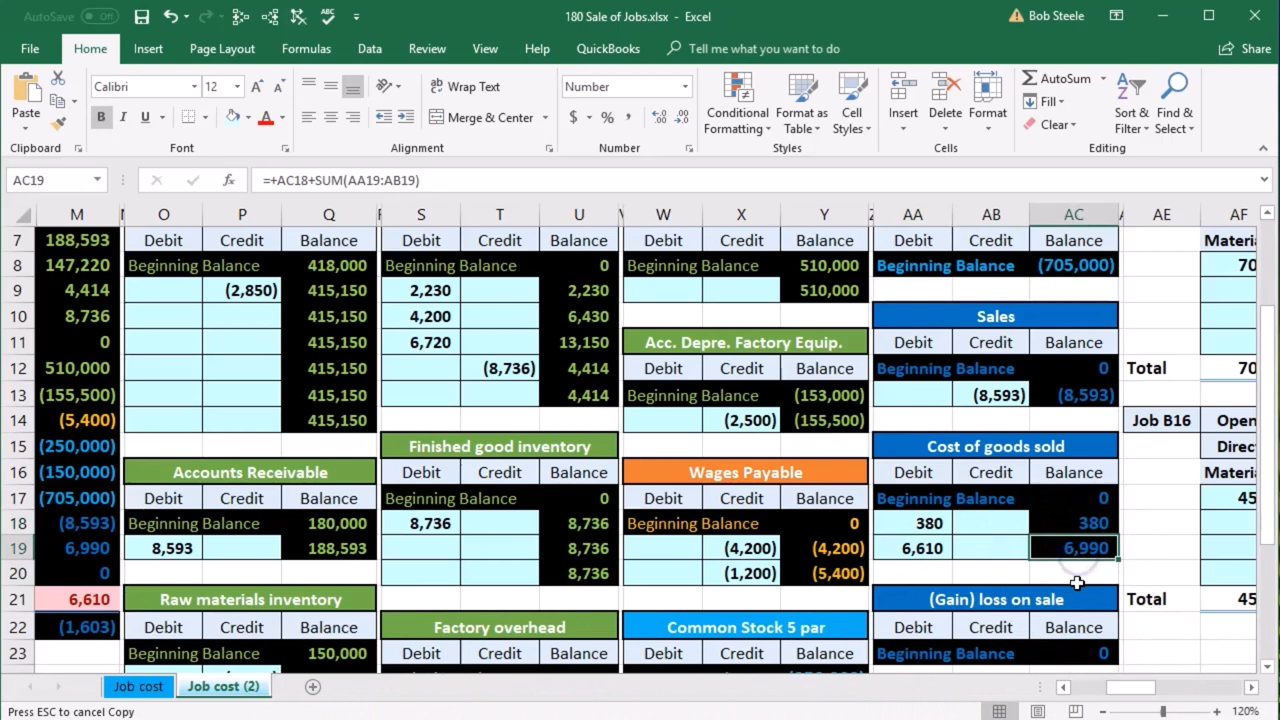 AutoSave Off 180 Sale of Jobs.xlsx - Excel Bob Steele
File Home Insert Page Layout Formulas Data Review View Help QuickBooks Tell me what you want to do Share
Paste Calibri 12 Wrap Text Number Conditional Formatting Format as Table Cell Styles Insert Delete Format AutoSum Sort & Filter Find & Select
B I U Merge & Center $ % Fill Clear
Clipboard Font Alignment Number Styles Cells Editing
AC19 fx =+AC18+SUM(AA19:AB19)
M O P Q S T U W X Y AA AB AC AE AF
7 188,593 Debit Credit Balance Debit Credit Balance Debit Credit Balance Debit Credit Balance Materia
8 147,220 Beginning Balance 418,000 Beginning Balance 0 Beginning Balance 510,000 Beginning Balance (705,000) 70
9 4,414 (2,850) 415,150 2,230 2,230 510,000
10 8,736 415,150 4,200 6,430 Sales
11 0 415,150 6,720 13,150 Acc. Depre. Factory Equip. Debit Credit Balance
12 510,000 415,150 (8,736) 4,414 Debit Credit Balance Beginning Balance 0 Total 70
13 (155,500) 415,150 4,414 Beginning Balance (153,000) (8,593) (8,593)
14 (5,400) 415,150 (2,500) (155,500) Job B16 Open
15 (250,000) Finished good inventory Cost of goods sold Direc
16 (150,000) Accounts Receivable Debit Credit Balance Wages Payable Debit Credit Balance Materia
17 (705,000) Debit Credit Balance Beginning Balance 0 Debit Credit Balance Beginning Balance 0 45
18 (8,593) Beginning Balance 180,000 8,736 8,736 Beginning Balance 0 380 380
19 6,990 8,593 188,593 8,736 (4,200) (4,200) 6,610 6,990
20 0 8,736 (1,200) (5,400)
21 6,610 Raw materials inventory (Gain) loss on sale Total 45
22 (1,603) Debit Credit Balance Factory overhead Common Stock 5 par Debit Credit Balance
23 Beginning Balance 150,000 Debit Credit Balance Debit Credit Balance Beginning Balance 0
Job cost Job cost (2)
Press ESC to cancel Copy 120%